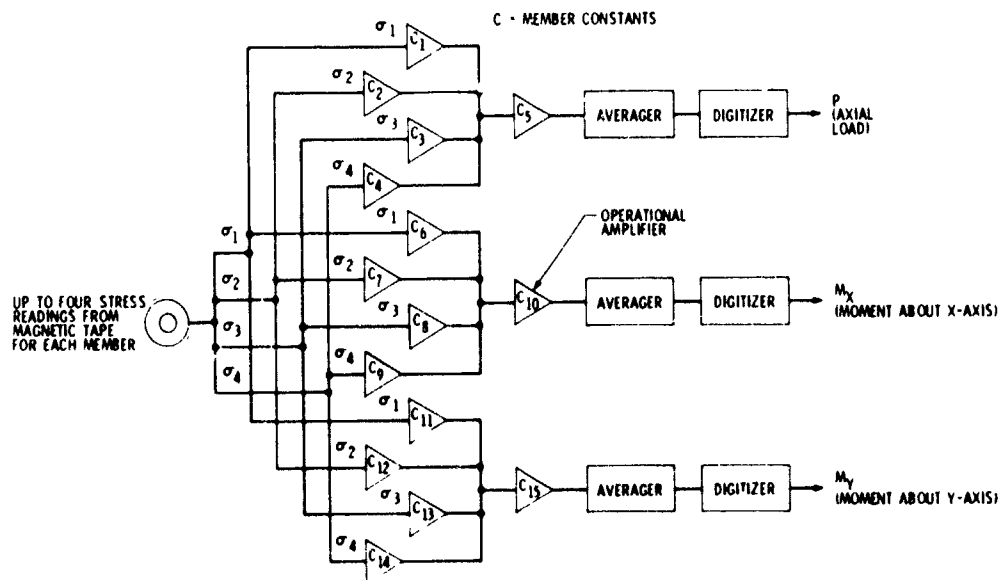 C - MEMBER CONSTANTS
σ1
C1
σ2
C2
σ3
C3
σ4
C4
C5
AVERAGER
DIGITIZER
P
(AXIAL
LOAD)
σ1
C6
OPERATIONAL
AMPLIFIER
σ1
σ2
C7
σ2
UP TO FOUR STRESS
READINGS FROM
MAGNETIC TAPE
FOR EACH MEMBER
C10
AVERAGER
DIGITIZER
MX
(MOMENT ABOUT X-AXIS)
σ3
σ3
C8
σ4
σ4
C9
σ1
C11
σ2
C12
σ3
C13
σ4
C14
C15
AVERAGER
DIGITIZER
MY
(MOMENT ABOUT Y-AXIS)